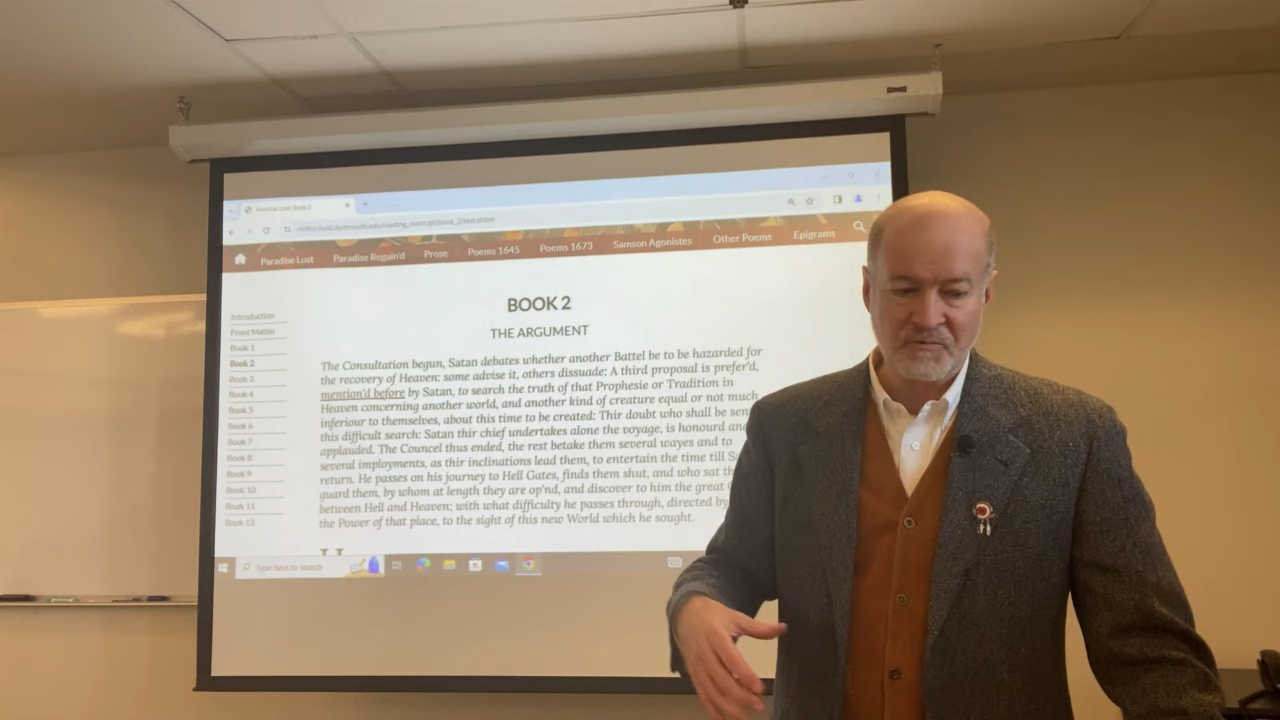 Paradise Lost: Book 2
Paradise Lost
Paradise Regain'd
Prose
Poems 1645
Poems 1673
Samson Agonistes
Other Poems
Epigrams
Introduction
Front Matter
Book 1
Book 2
Book 3
Book 4
Book 5
Book 6
Book 7
Book 8
Book 9
Book 10
Book 11
Book 12
BOOK 2
THE ARGUMENT
The Consultation begun, Satan debates whether another Battel be to be hazarded for
the recovery of Heaven: some advise it, others dissuade: A third proposal is prefer'd,
mention'd before by Satan, to search the truth of that Prophesie or Tradition in
Heaven concerning another world, and another kind of creature equal or not much
inferiour to themselves, about this time to be created: Thir doubt who shall be sent
this difficult search: Satan thir chief undertakes alone the voyage, is honourd and
applauded. The Councel thus ended, the rest betake them several wayes and to
several imployments, as thir inclinations lead them, to entertain the time till
return. He passes on his journey to Hell Gates, finds them shut, and who sat
guard them, by whom at length they are op'nd, and discover to him the great
between Hell and Heaven; with what difficulty he passes through, directed by
the Power of that place, to the sight of this new World which he sought.
Type here to search